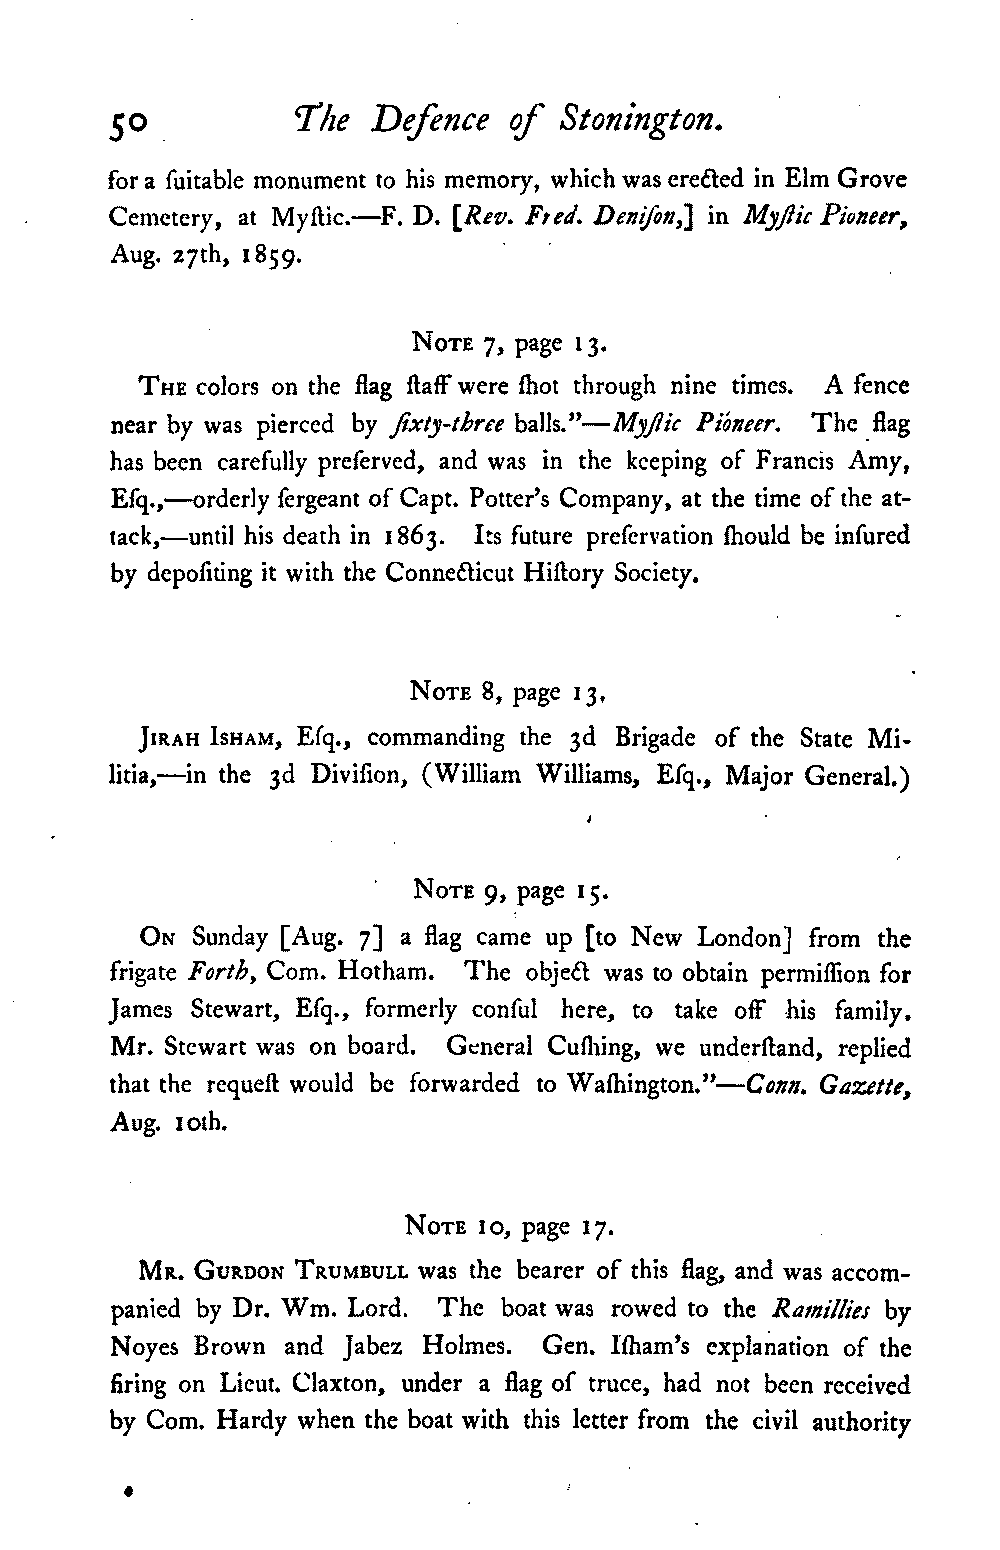 50 The Defence of Stonington.
for a ſuitable monument to his memory, which was erected in Elm Grove
Cemetery, at Myſtic.—F. D. [Rev. Fred. Deniſon,] in Myſtic Pioneer,
Aug. 27th, 1859.
NOTE 7, page 13.
THE colors on the flag ſtaff were ſhot through nine times. A fence
near by was pierced by ſixty-three balls."—Myſtic Pioneer. The flag
has been carefully preſerved, and was in the keeping of Francis Amy,
Eſq.,—orderly ſergeant of Capt. Potter's Company, at the time of the at-
tack,—until his death in 1863. Its future preſervation ſhould be inſured
by depoſiting it with the Connecticut Hiſtory Society.
NOTE 8, page 13.
JIRAH ISHAM, Eſq., commanding the 3d Brigade of the State Mi-
litia,—in the 3d Diviſion, (William Williams, Eſq., Major General.)
NOTE 9, page 15.
ON Sunday [Aug. 7] a flag came up [to New London] from the
frigate Forth, Com. Hotham. The object was to obtain permiſſion for
James Stewart, Eſq., formerly conſul here, to take off his family.
Mr. Stewart was on board. General Cuſhing, we underſtand, replied
that the requeſt would be forwarded to Waſhington."—Conn. Gazette,
Aug. 10th.
NOTE 10, page 17.
MR. GURDON TRUMBULL was the bearer of this flag, and was accom-
panied by Dr. Wm. Lord. The boat was rowed to the Ramillies by
Noyes Brown and Jabez Holmes. Gen. Iſham's explanation of the
firing on Lieut. Claxton, under a flag of truce, had not been received
by Com. Hardy when the boat with this letter from the civil authority